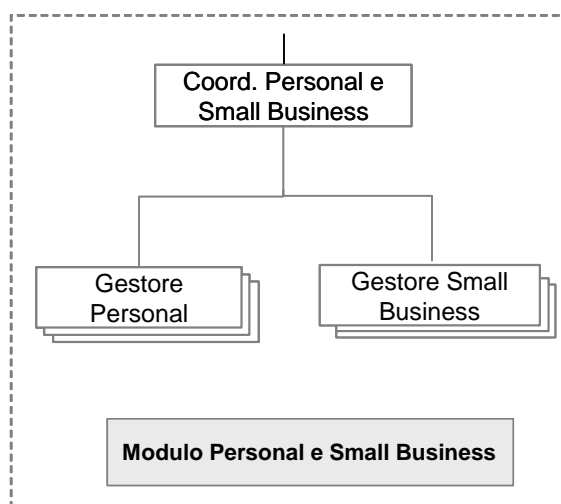 Coord. Personal e
Small Business
Gestore
Personal
Gestore Small
Business
Modulo Personal e Small Business